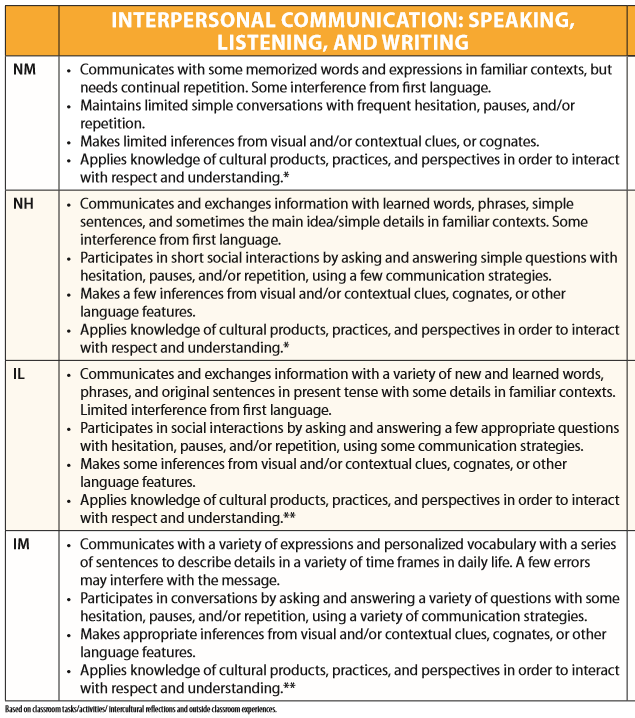 INTERPERSONAL COMMUNICATION: SPEAKING,
LISTENING, AND WRITING
NM
• Communicates with some memorized words and expressions in familiar contexts, but
needs continual repetition. Some interference from first language.
• Maintains limited simple conversations with frequent hesitation, pauses, and/or
repetition.
• Makes limited inferences from visual and/or contextual clues, or cognates.
• Applies knowledge of cultural products, practices, and perspectives in order to interact
with respect and understanding.*
NH
• Communicates and exchanges information with learned words, phrases, simple
sentences, and sometimes the main idea/simple details in familiar contexts. Some
interference from first language.
• Participates in short social interactions by asking and answering simple questions with
hesitation, pauses, and/or repetition, using a few communication strategies.
• Makes a few inferences from visual and/or contextual clues, cognates, or other
language features.
• Applies knowledge of cultural products, practices, and perspectives in order to interact
with respect and understanding.*
IL
• Communicates and exchanges information with a variety of new and learned words,
phrases, and original sentences in present tense with some details in familiar contexts.
Limited interference from first language.
• Participates in social interactions by asking and answering a few appropriate questions
with hesitation, pauses, and/or repetition, using some communication strategies.
• Makes some inferences from visual and/or contextual clues, cognates, or other
language features.
• Applies knowledge of cultural products, practices, and perspectives in order to interact
with respect and understanding.**
IM
• Communicates with a variety of expressions and personalized vocabulary with a series
of sentences to describe details in a variety of time frames in daily life. A few errors
may interfere with the message.
• Participates in conversations by asking and answering a variety of questions with some
hesitation, pauses, and/or repetition, using a variety of communication strategies.
• Makes appropriate inferences from visual and/or contextual clues, cognates, or other
language features.
• Applies knowledge of cultural products, practices, and perspectives in order to interact
with respect and understanding.**
Based on classroom tasks/activities/ intercultural reflections and outside classroom experiences.